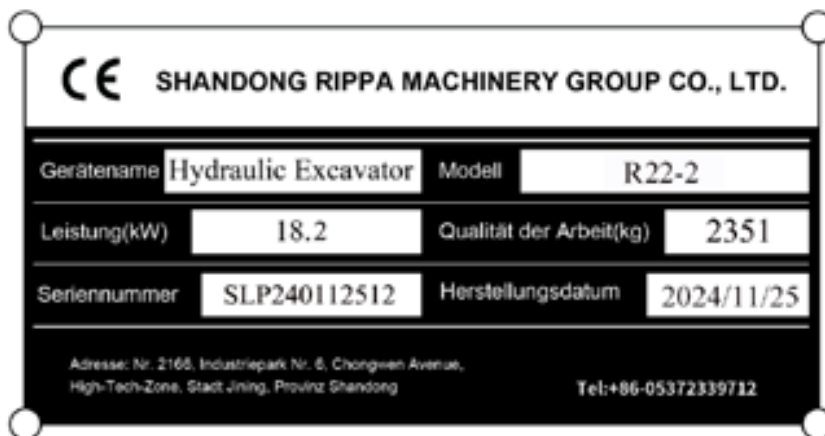 CE SHANDONG RIPPA MACHINERY GROUP CO., LTD.
Gerätename Hydraulic Excavator Modell R22-2
Leistung(kW) 18.2 Qualität der Arbeit(kg) 2351
Seriennummer SLP240112512 Herstellungsdatum 2024/11/25
Adresse: Nr. 2166, Industriepark Nr. 6, Chongwen Avenue,
High-Tech-Zone, Stadt Jining, Provinz Shandong
Tel:+86-05372339712